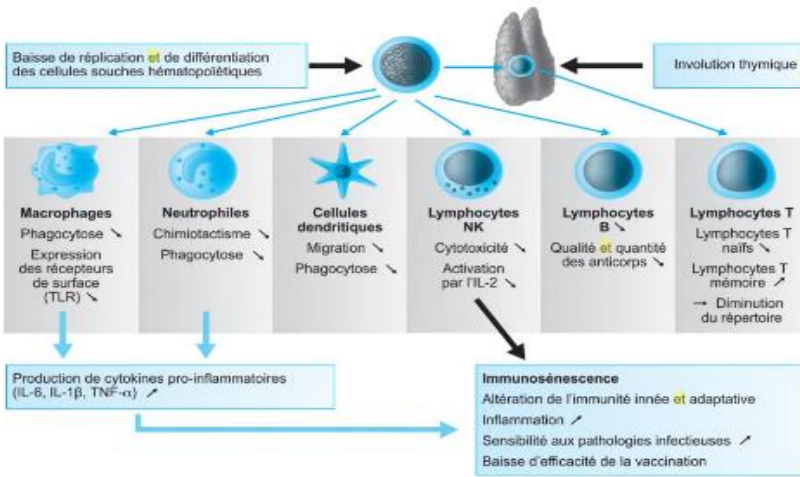 Baisse de réplication et de différentiation
des cellules souches hématopoïétiques
Involution thymique
Macrophages
Phagocytose ↘
Expression
des récepteurs
de surface
(TLR) ↘
Neutrophiles
Chimiotactisme ↘
Phagocytose ↘
Cellules
dendritiques
Migration ↘
Phagocytose ↘
Lymphocytes
NK
Cytotoxicité ↘
Activation
par l'IL-2 ↘
Lymphocytes
B ↘
Qualité et quantité
des anticorps ↘
Lymphocytes T
Lymphocytes T
naïfs ↘
Lymphocytes T
mémoire ↗
→ Diminution
du répertoire
Production de cytokines pro-inflammatoires
(IL-6, IL-1β, TNF-α) ↗
Immunosénescence
Altération de l'immunité innée et adaptative
Inflammation ↗
Sensibilité aux pathologies infectieuses ↗
Baisse d'efficacité de la vaccination